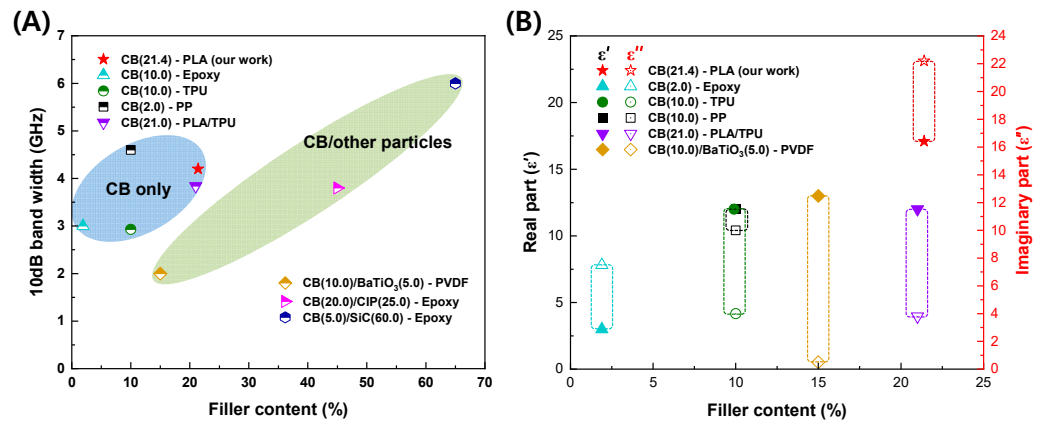 (A)
7
6
5
4
3
2
1
0
10dB band width (GHz)
CB(21.4) - PLA (our work)
CB(10.0) - Epoxy
CB(10.0) - TPU
CB(2.0) - PP
CB(21.0) - PLA/TPU
CB only
CB/other particles
CB(10.0)/BaTiO₃(5.0) - PVDF
CB(20.0)/CIP(25.0) - Epoxy
CB(5.0)/SiC(60.0) - Epoxy
0 10 20 30 40 50 60 70
Filler content (%)
(B)
25
20
15
10
5
0
Real part (ε′)
ε′ ε″
CB(21.4) - PLA (our work)
CB(2.0) - Epoxy
CB(10.0) - TPU
CB(10.0) - PP
CB(21.0) - PLA/TPU
CB(10.0)/BaTiO₃(5.0) - PVDF
24
22
20
18
16
14
12
10
8
6
4
2
0
Imaginary part (ε″)
0 5 10 15 20 25
Filler content (%)